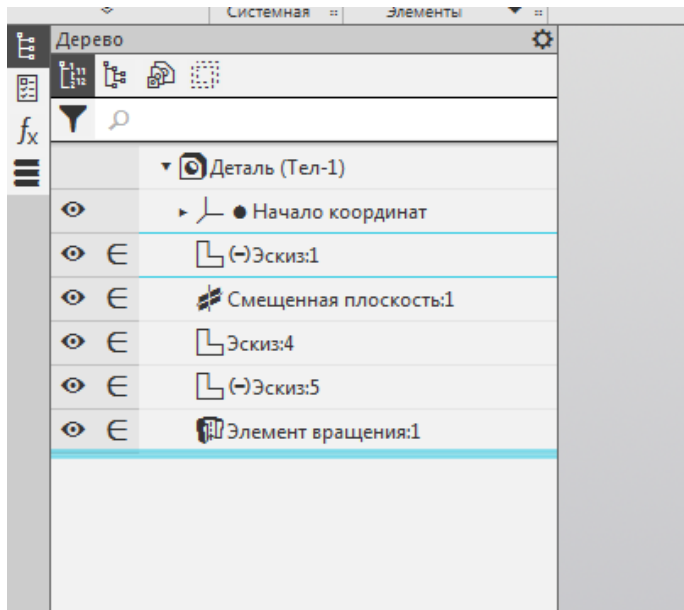 Системная Элементы
Дерево
Деталь (Тел-1)
Начало координат
(-)Эскиз:1
Смещенная плоскость:1
Эскиз:4
(-)Эскиз:5
Элемент вращения:1
fx